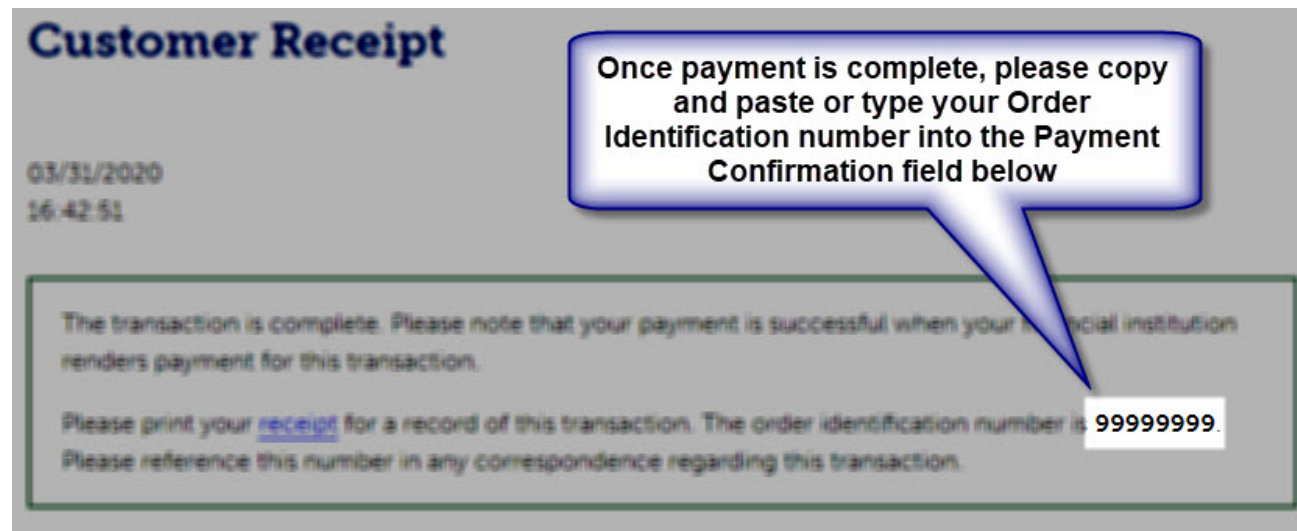 Customer Receipt
Once payment is complete, please copy
and paste or type your Order
Identification number into the Payment
Confirmation field below
03/31/2020
16:42:51
The transaction is complete. Please note that your payment is successful when your institution
renders payment for this transaction.
Please print your receipt for a record of this transaction. The order identification number is 99999999.
Please reference this number in any correspondence regarding this transaction.